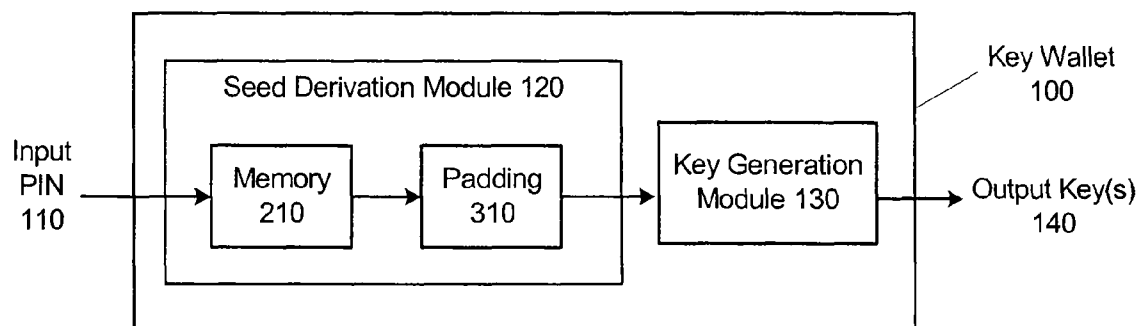 Seed Derivation Module 120
Key Wallet
100
Input
PIN
110
Memory
210
Padding
310
Key Generation
Module 130
Output Key(s)
140